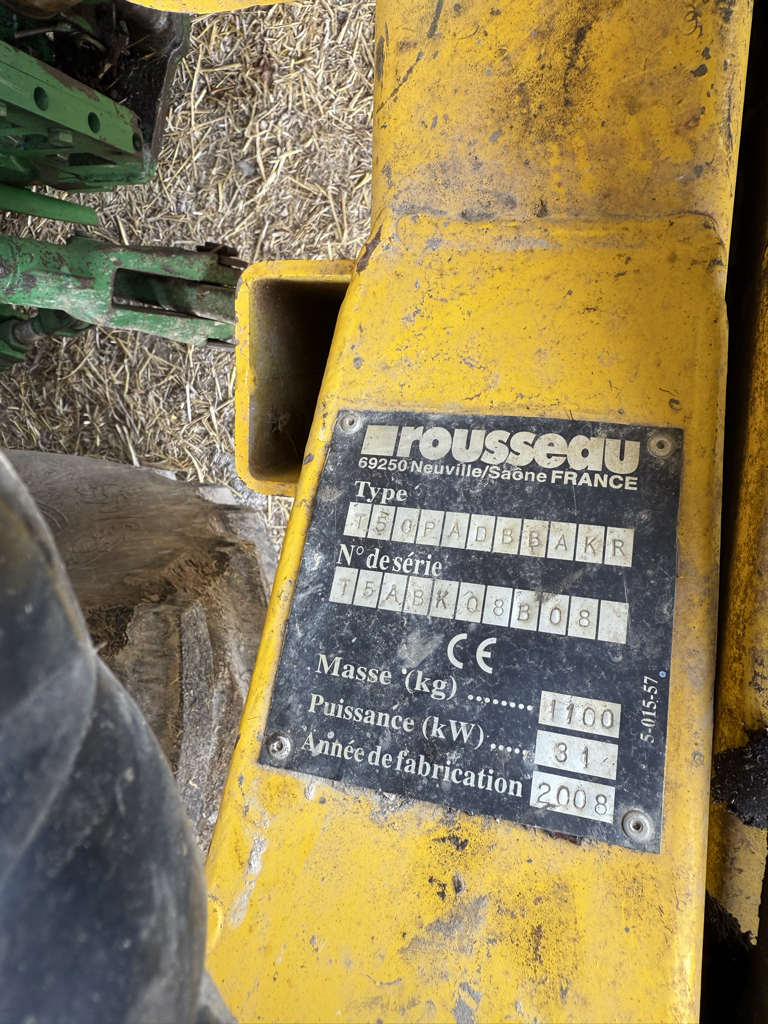 rousseau
69250 Neuville/Saône FRANCE
Type
T50PADBBAKR
N° de série
T5ABK08B08
CE
Masse (kg) ........ 1100
Puissance (kW) ..... 31
Année de fabrication 2008
5-015-57